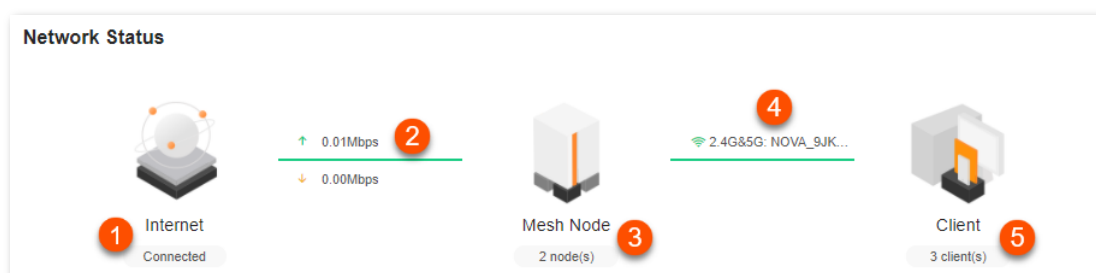 Network Status
4
↑ 0.01Mbps 2
2.4G&5G: NOVA_9JK...
↓ 0.00Mbps
Internet
Mesh Node
Client
1
3
5
Connected
2 node(s)
3 client(s)